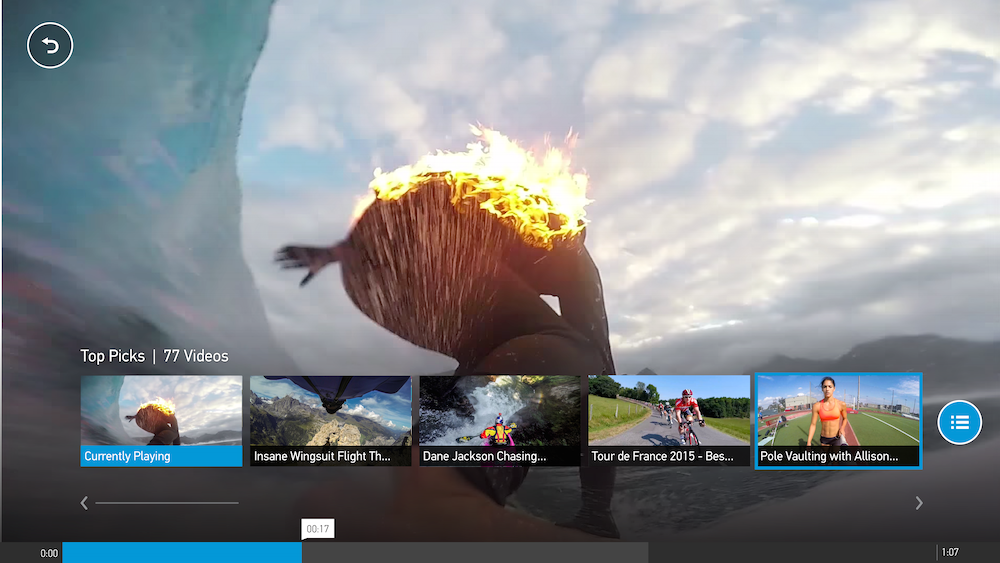 Top Picks | 77 Videos
Currently Playing
Insane Wingsuit Flight Th...
Dane Jackson Chasing...
Tour de France 2015 - Bes...
Pole Vaulting with Allison...
00:17
0:00
1:07